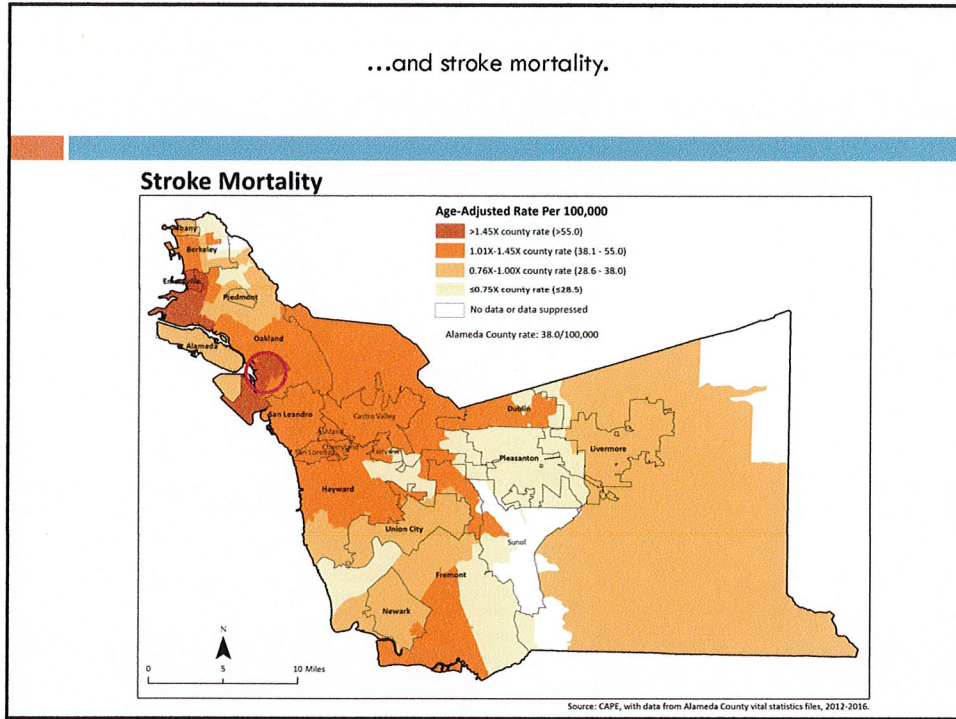 ...and stroke mortality.
Stroke Mortality
Age-Adjusted Rate Per 100,000
>1.45X county rate (>55.0)
1.01X-1.45X county rate (38.1 - 55.0)
0.76X-1.00X county rate (28.6 - 38.0)
≤0.75X county rate (≤28.5)
No data or data suppressed
Alameda County rate: 38.0/100,000
Albany
Berkeley
Emeryville
Piedmont
Oakland
Alameda
San Leandro
Castro Valley
Ashland
Cherryland
San Lorenzo
Fairview
Dublin
Livermore
Pleasanton
Hayward
Union City
Sunol
Fremont
Newark
N
0 5 10 Miles
Source: CAPE, with data from Alameda County vital statistics files, 2012-2016.